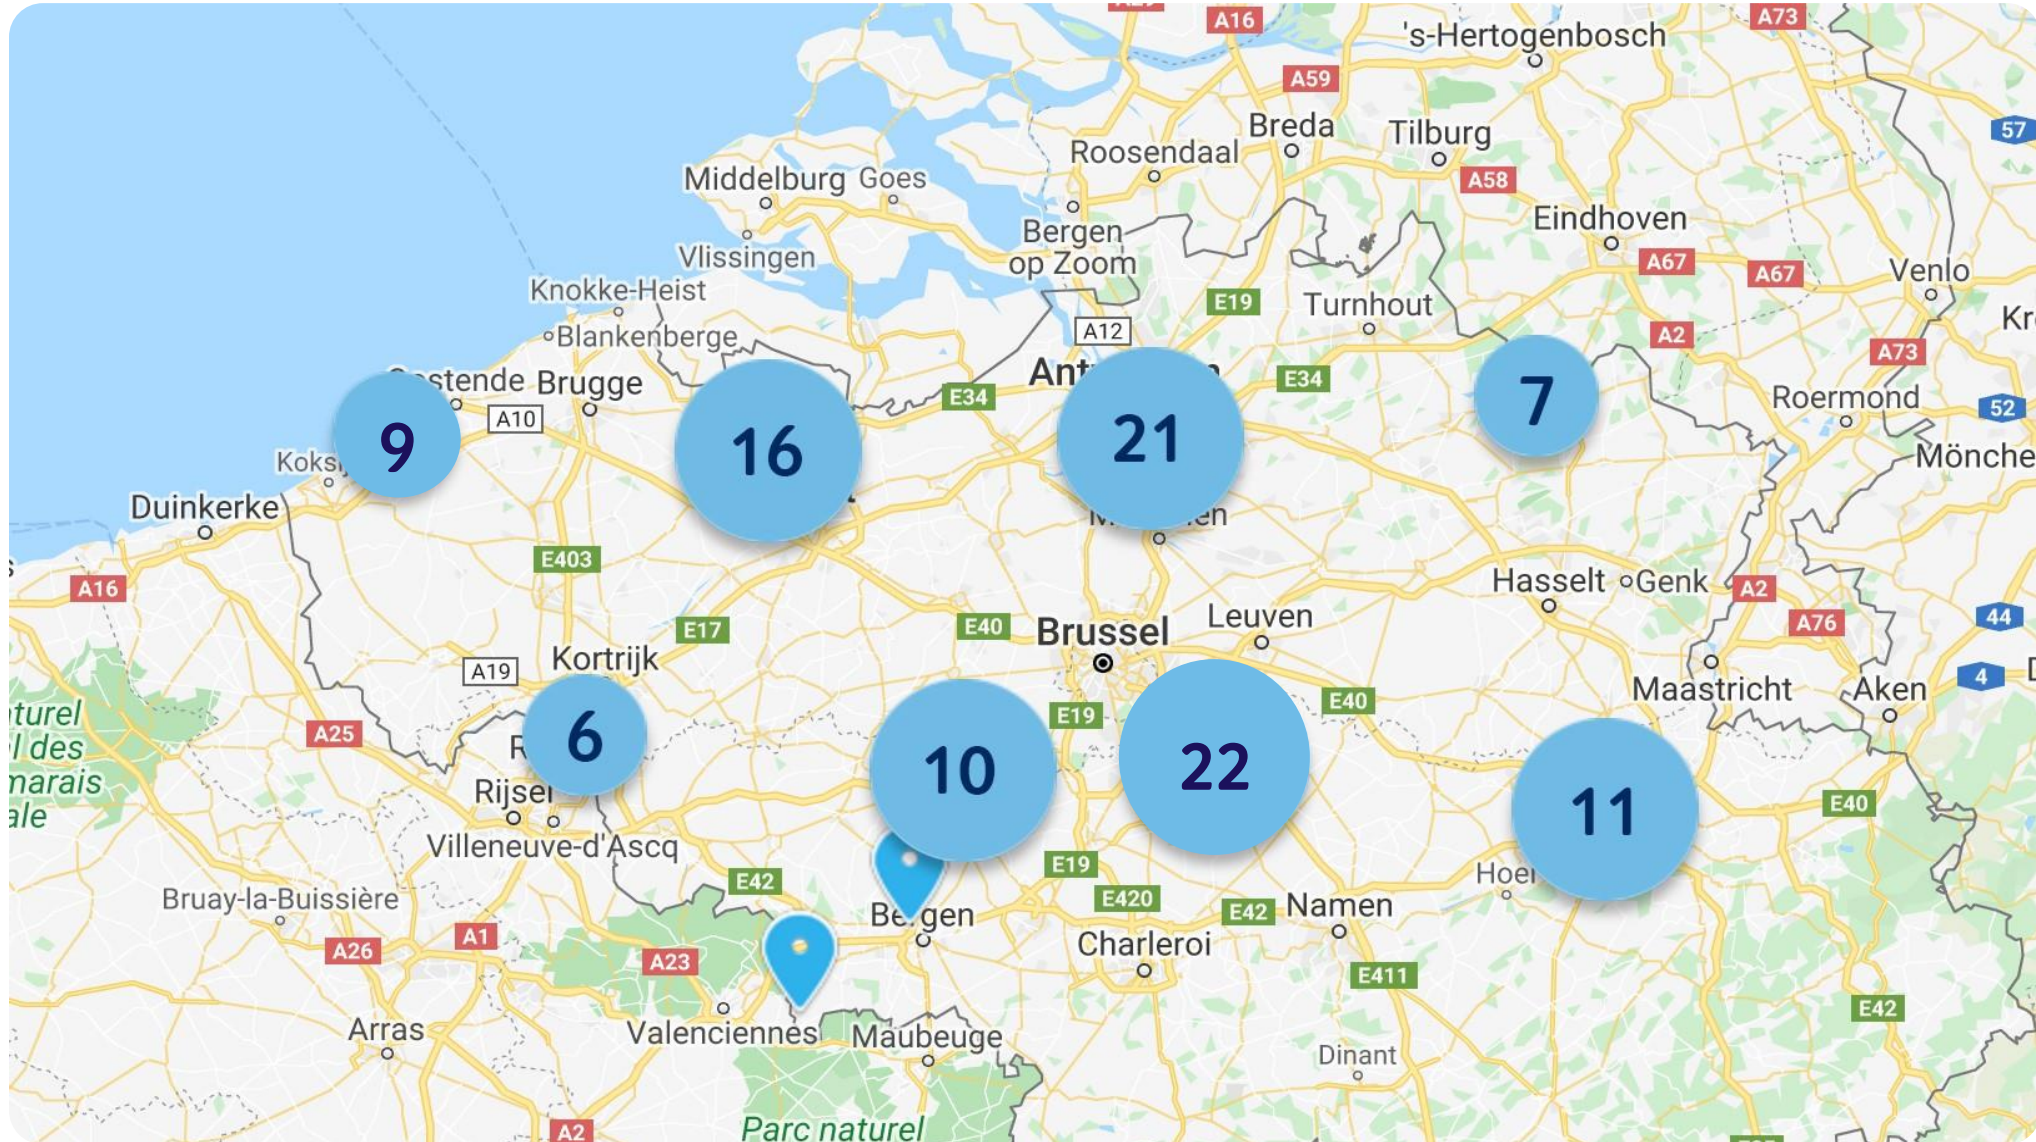 A16
A73
's-Hertogenbosch
A59
57
Breda
Tilburg
Roosendaal
Middelburg
Goes
A58
Eindhoven
Bergen
op Zoom
Vlissingen
A67
A67
Venlo
Knokke-Heist
E19
Turnhout
Blankenberge
A12
A2
A73
E34
E34
Brugge
Roermond
52
A10
7
9
16
21
Mönche
Duinkerke
E403
A16
Hasselt
Genk
A2
44
A76
E17
E40
Brussel
Leuven
Kortrijk
A19
4
Maastricht
Aken
E40
E19
A25
6
10
22
11
l des
E40
Villeneuve-d'Ascq
E19
E42
Bruay-la-Buissière
E420
E42
Namen
A1
A26
A23
Charleroi
E411
E42
Arras
Valenciennes
Maubeuge
Dinant
A2
Parc naturel